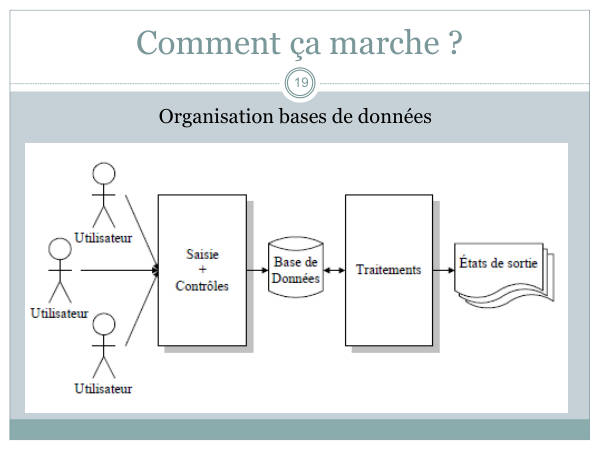 Comment ça marche ?
19
Organisation bases de données
Utilisateur
Utilisateur
Utilisateur
Saisie
+
Contrôles
Base de
Données
Traitements
États de sortie